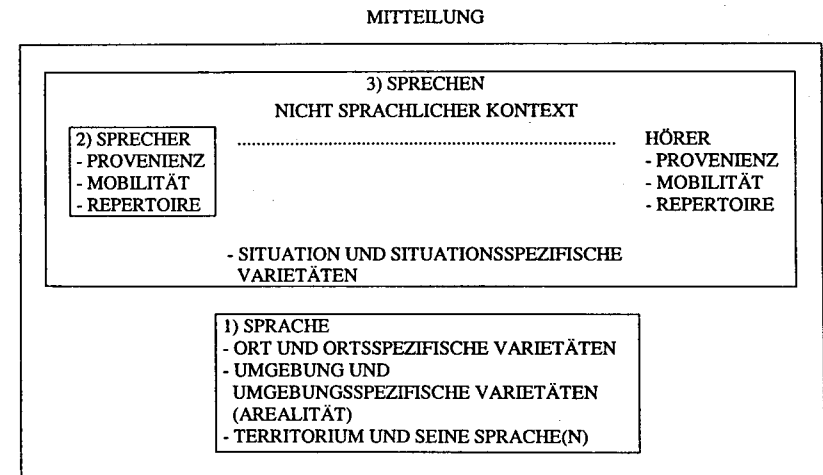 MITTEILUNG
3) SPRECHEN
NICHT SPRACHLICHER KONTEXT
2) SPRECHER ............................................................... HÖRER
- PROVENIENZ - PROVENIENZ
- MOBILITÄT - MOBILITÄT
- REPERTOIRE - REPERTOIRE
- SITUATION UND SITUATIONSSPEZIFISCHE
VARIETÄTEN
1) SPRACHE
- ORT UND ORTSSPEZIFISCHE VARIETÄTEN
- UMGEBUNG UND
UMGEBUNGSSPEZIFISCHE VARIETÄTEN
(AREALITÄT)
- TERRITORIUM UND SEINE SPRACHE(N)